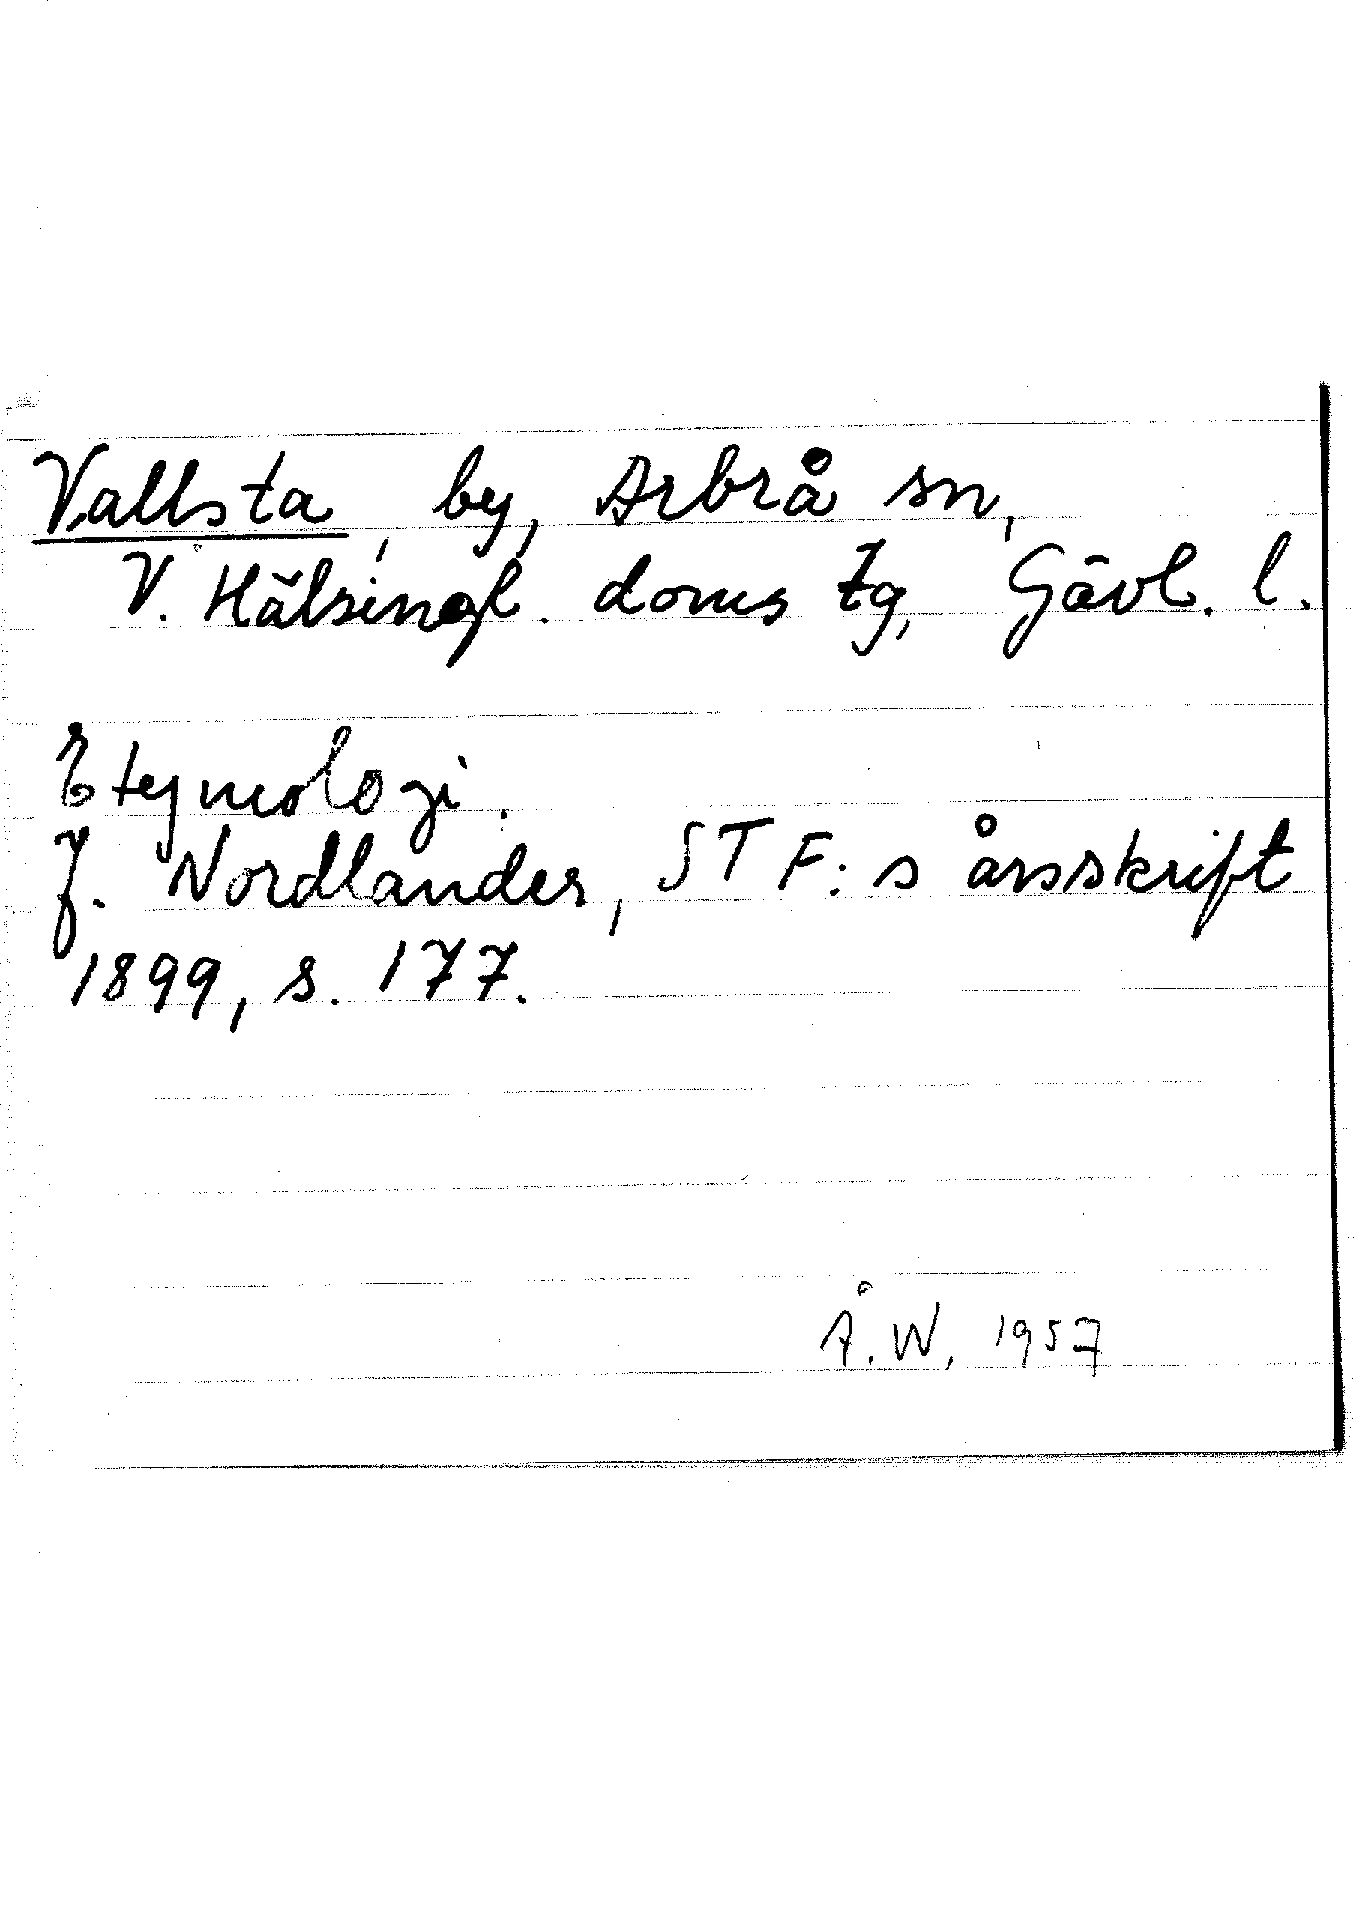 Vallsta, by, Arbrå sn,
V. Hälsingl. doms tg, Gävl. l.
Etymologi.
J. Nordlander, STF:s årsskrift
1899, s. 177.
Å.W. 1957